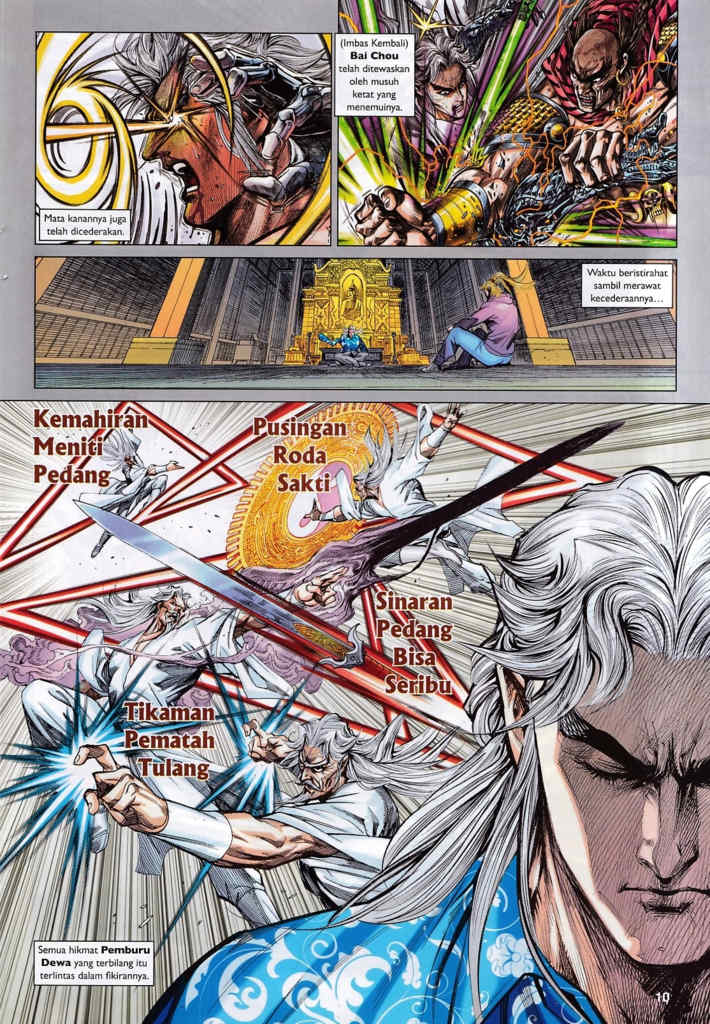 Mata kanannya juga
telah dicederakan.
(Imbas Kembali)
Bai Chou
telah ditewaskan
oleh musuh
ketat yang
menemuinya.
Waktu beristirahat
sambil merawat
kecederaannya...
Kemahiran
Meniti
Pedang
Pusingan
Roda
Sakti
Sinaran
Pedang
Bisa
Seribu
Tikaman
Pematah
Tulang
Semua hikmat Pemburu
Dewa yang terbilang itu
terlintas dalam fikirannya.
10